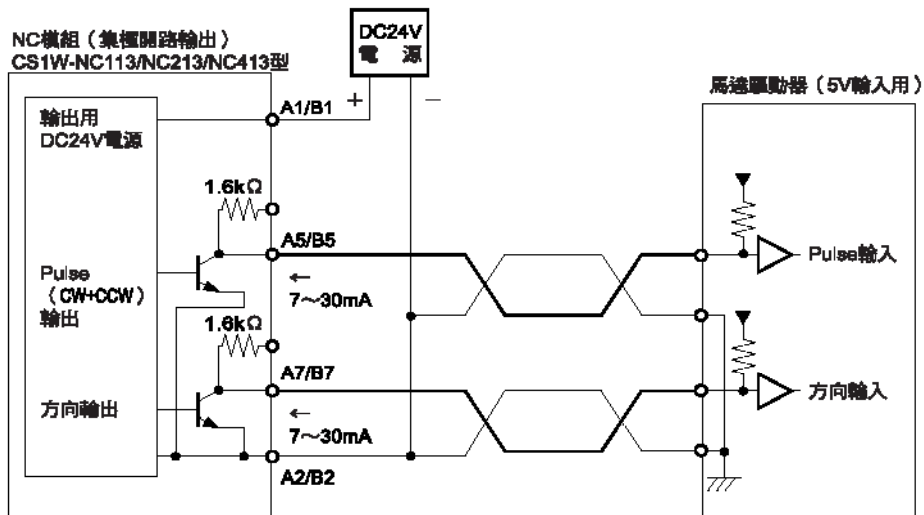 NC模組（集極開路輸出）
CS1W-NC113/NC213/NC413型
DC24V
電 源
馬達驅動器（5V輸入用）
輸出用
DC24V電源
+
−
A1/B1
1.6kΩ
A5/B5
←
7～30mA
Pulse
（CW+CCW）
輸出
Pulse輸入
1.6kΩ
A7/B7
←
7～30mA
方向輸出
方向輸入
A2/B2